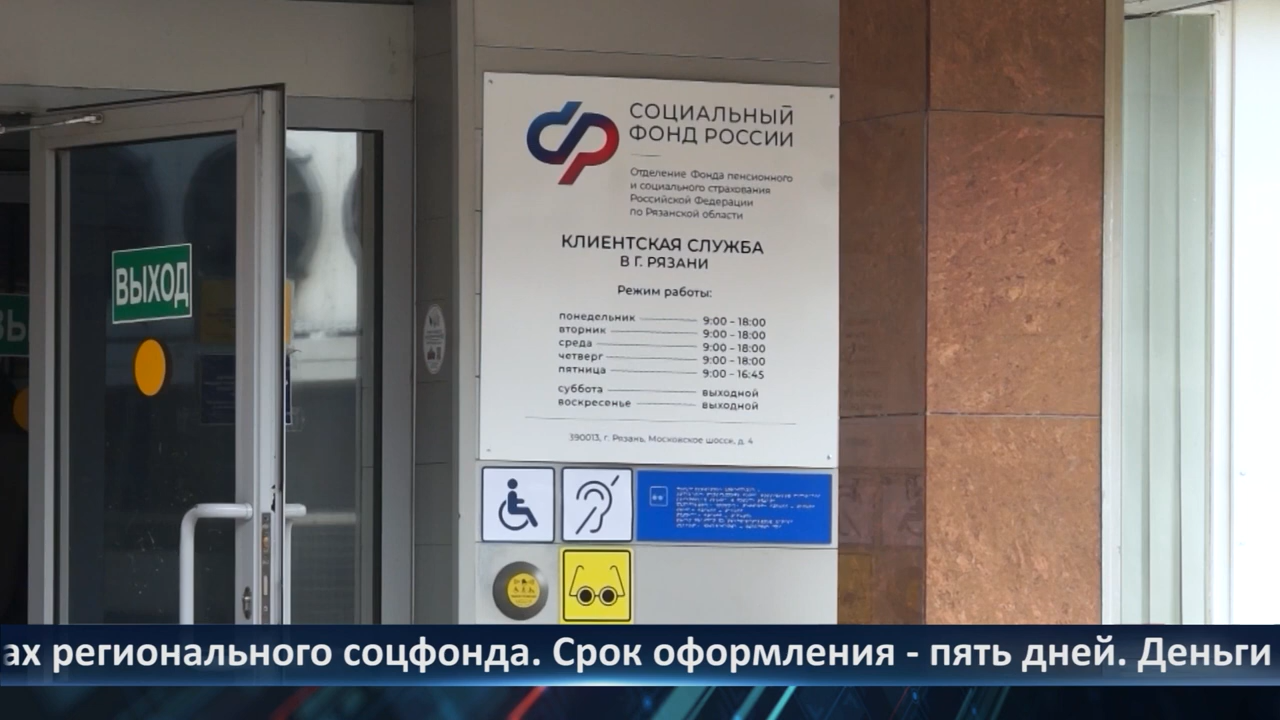 СОЦИАЛЬНЫЙ
ФОНД РОССИИ
Отделение Фонда пенсионного
и социального страхования
Российской Федерации
по Рязанской области
КЛИЕНТСКАЯ СЛУЖБА
В Г. РЯЗАНИ
Режим работы:
понедельник 9:00 - 18:00
вторник 9:00 - 18:00
среда 9:00 - 18:00
четверг 9:00 - 18:00
пятница 9:00 - 16:45
суббота выходной
воскресенье выходной
390013, г. Рязань, Московское шоссе, д. 4
ВЫХОД
ВЫ
ах регионального соцфонда. Срок оформления - пять дней. Деньги